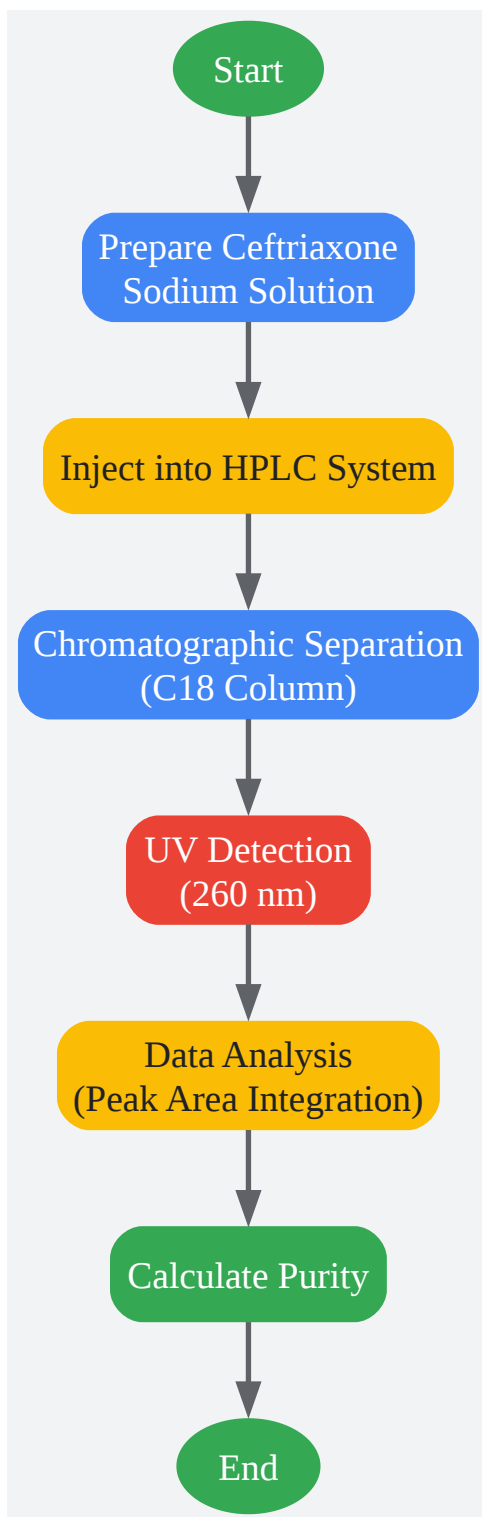 Start
Prepare Ceftriaxone
Sodium Solution
Inject into HPLC System
Chromatographic Separation
(C18 Column)
UV Detection
(260 nm)
Data Analysis
(Peak Area Integration)
Calculate Purity
End